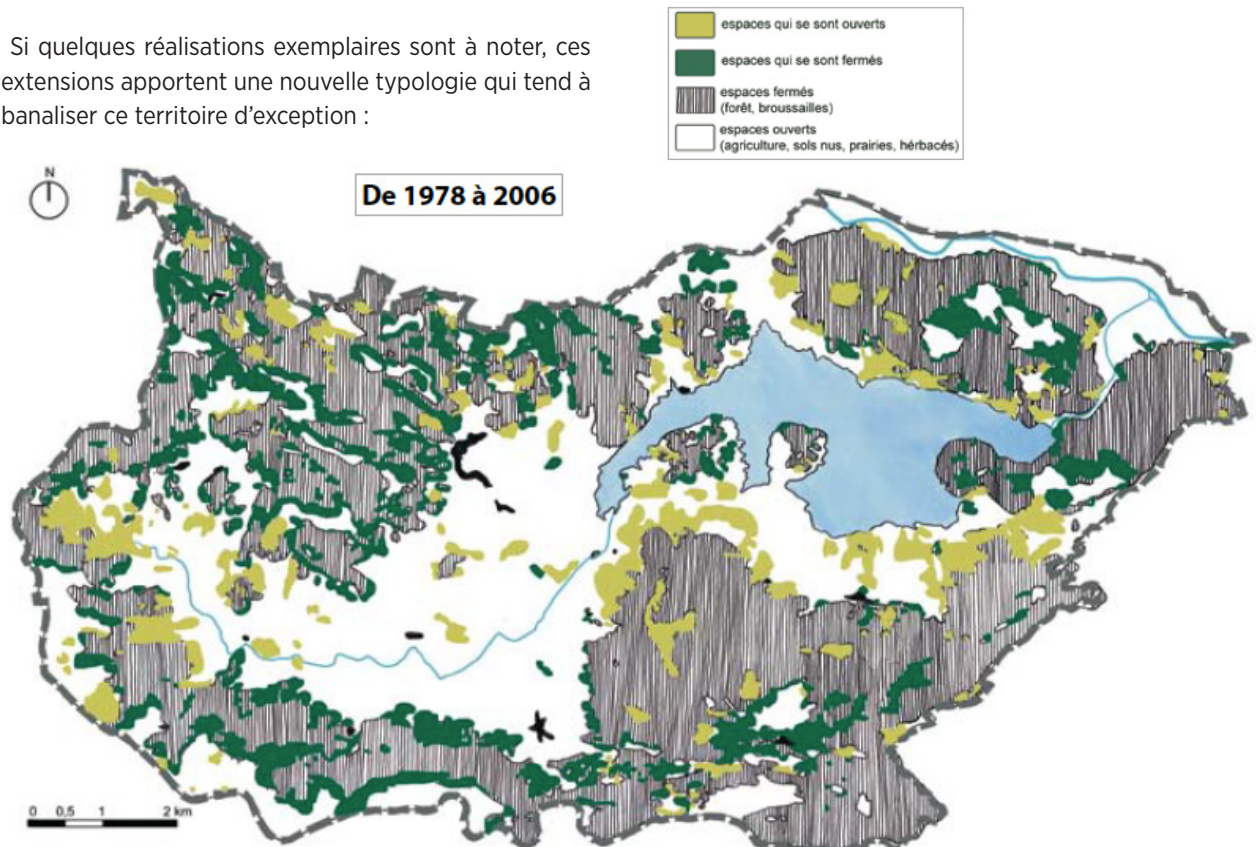 Si quelques réalisations exemplaires sont à noter, ces
extensions apportent une nouvelle typologie qui tend à
banaliser ce territoire d'exception :
espaces qui se sont ouverts
espaces qui se sont fermés
espaces fermés
(forêt, broussailles)
espaces ouverts
(agriculture, sols nus, prairies, hérbacés)
N
De 1978 à 2006
0 0,5 1 2 km